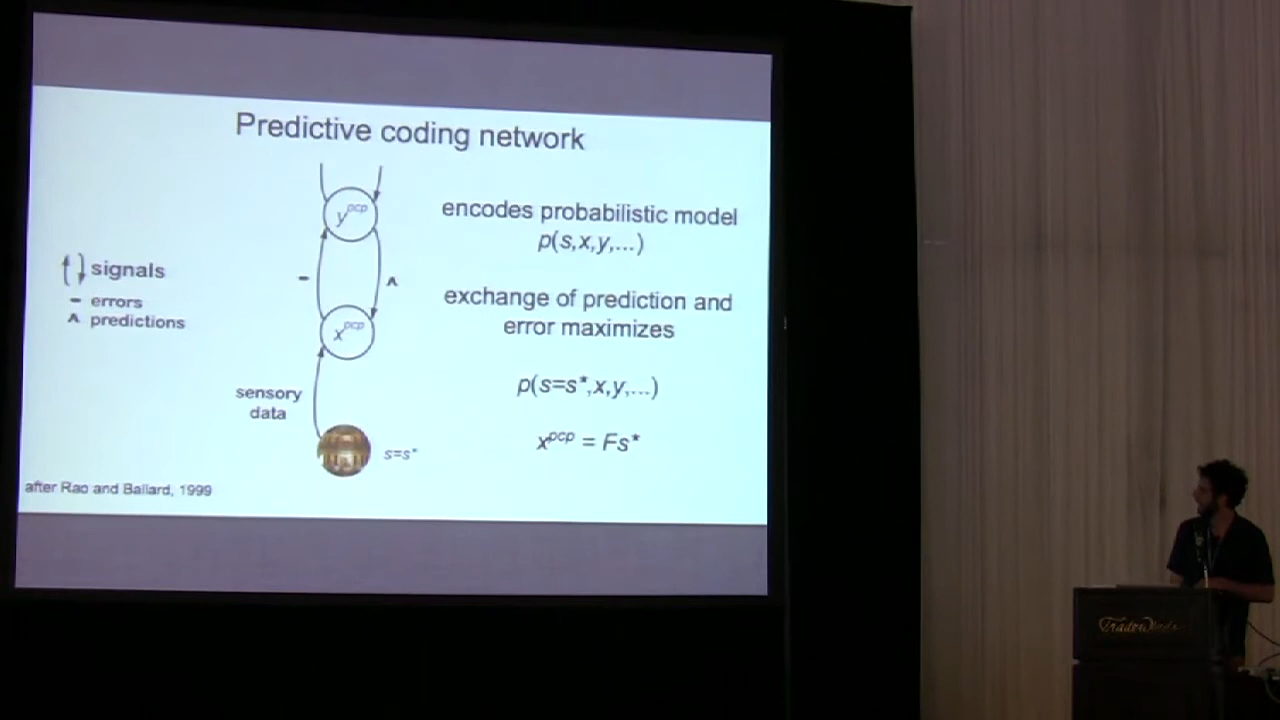 Predictive coding network
y^pcp
encodes probabilistic model
p(s,x,y,...)
signals
- errors
^ predictions
-
^
exchange of prediction and
error maximizes
x^pcp
sensory
data
p(s=s*,x,y,...)
x^pcp = Fs*
s=s*
after Rao and Ballard, 1999
TradeWinds